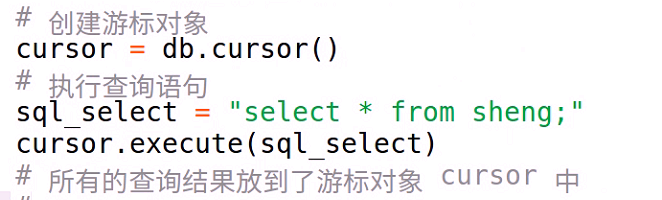 # 创建游标对象
cursor = db.cursor()
# 执行查询语句
sql_select = "select * from sheng;"
cursor.execute(sql_select)
# 所有的查询结果放到了游标对象 cursor 中